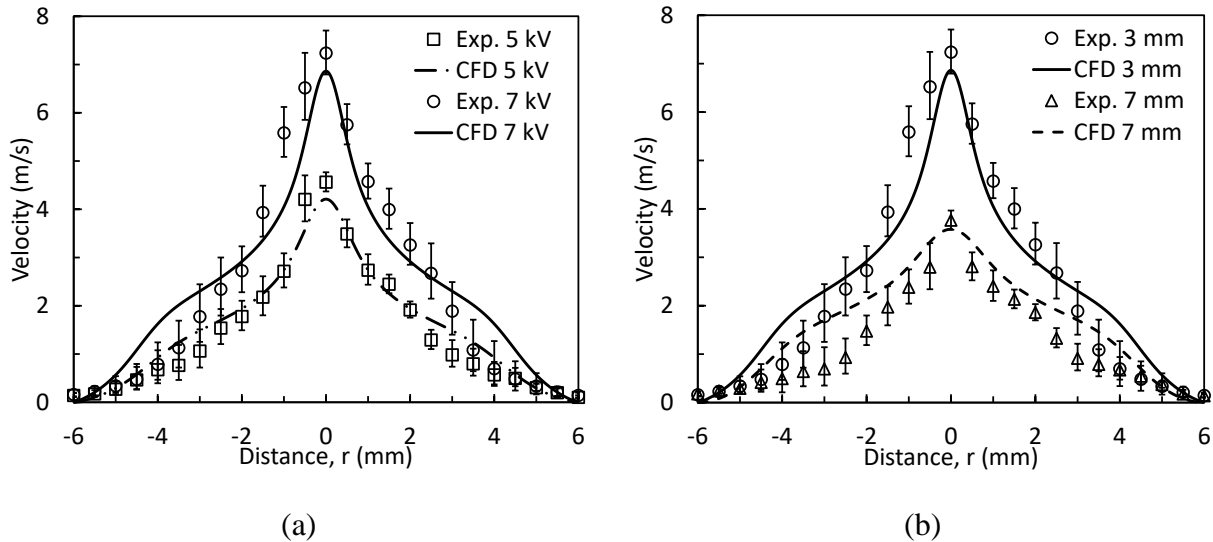 8
6
4
2
0
Velocity (m/s)
Exp. 5 kV
CFD 5 kV
Exp. 7 kV
CFD 7 kV
-6 -4 -2 0 2 4 6
Distance, r (mm)
(a)
8
6
4
2
0
Velocity (m/s)
Exp. 3 mm
CFD 3 mm
Exp. 7 mm
CFD 7 mm
-6 -4 -2 0 2 4 6
Distance, r (mm)
(b)